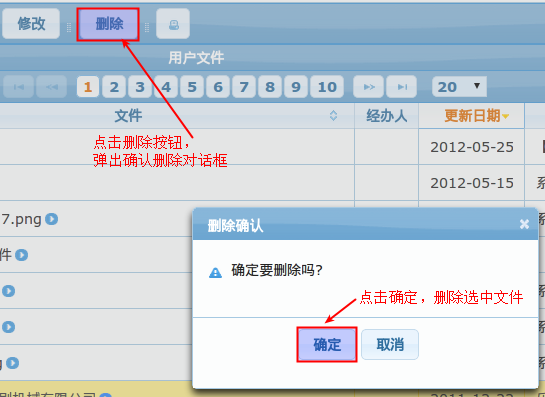 修改 删除
用户文件
1 2 3 4 5 6 7 8 9 10 20
文件 经办人 更新日期
点击删除按钮，
弹出确认删除对话框
2012-05-25
2012-05-15
7.png
件
删除确认
确定要删除吗?
点击确定，删除选中文件
确定 取消